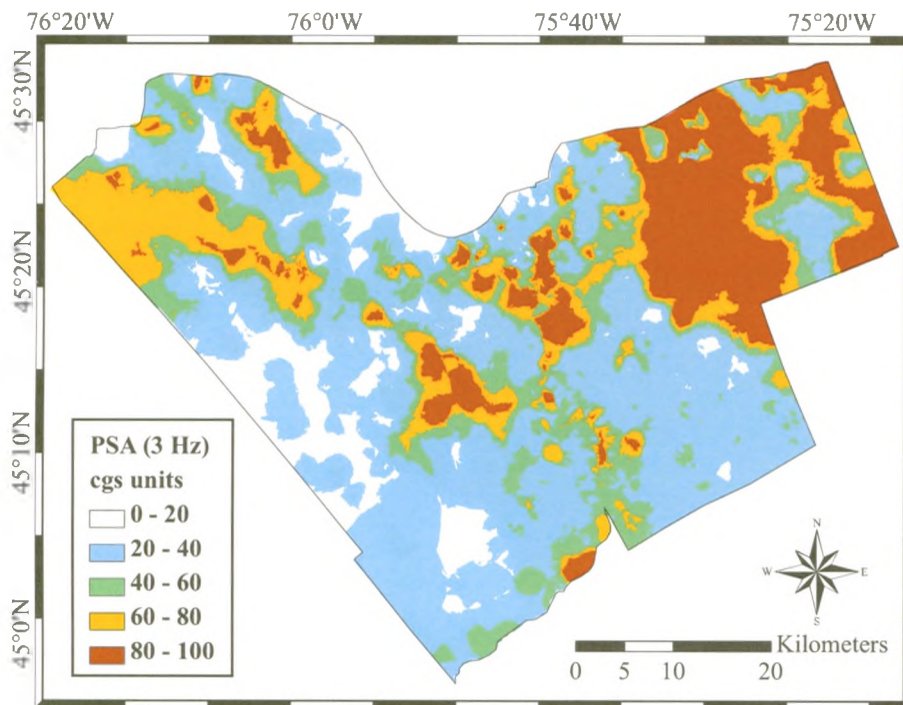 76°20'W 76°0'W 75°40'W 75°20'W
45°30'N
45°20'N
45°10'N
45°0'N
PSA (3 Hz)
cgs units
0 - 20
20 - 40
40 - 60
60 - 80
80 - 100
N
W E
S
Kilometers
0 5 10 20